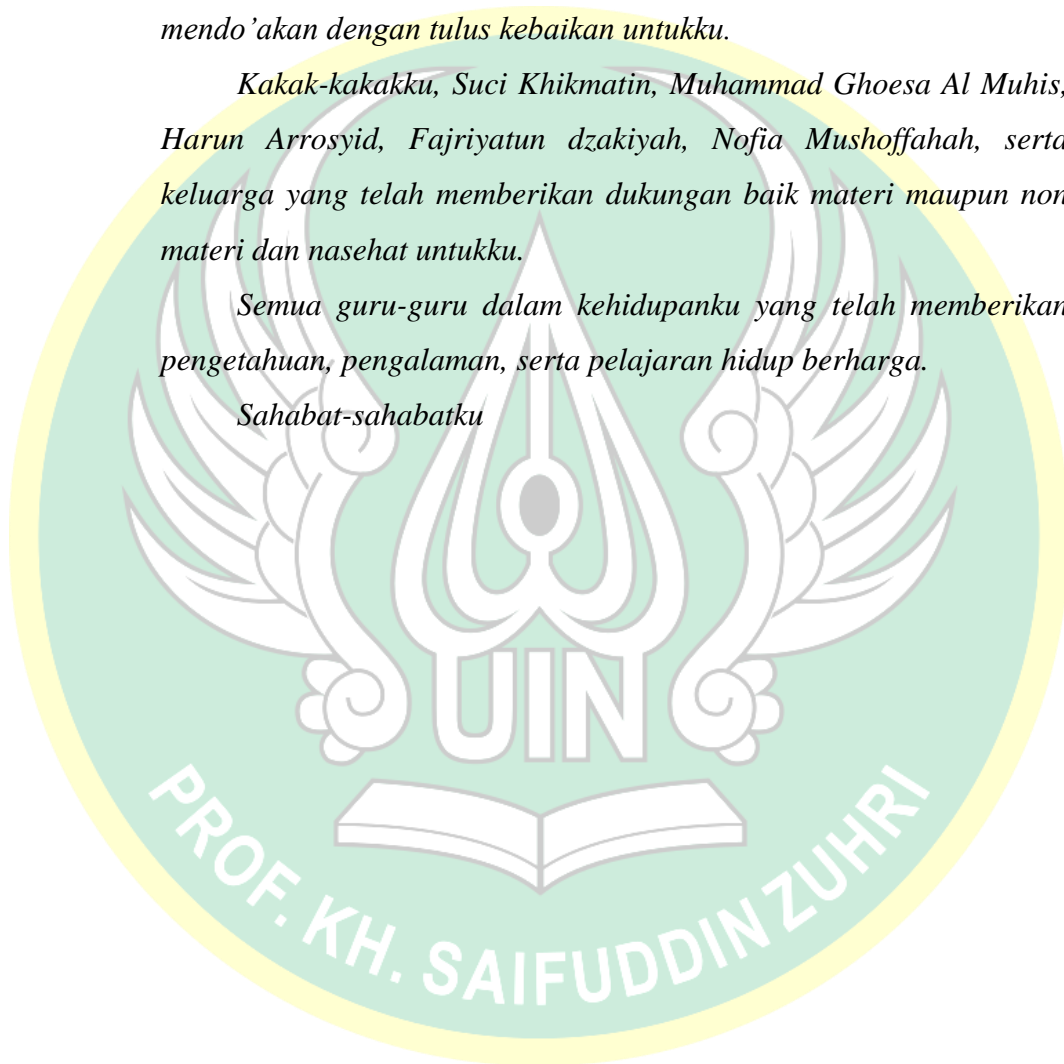 mendo’akan dengan tulus kebaikan untukku.
Kakak-kakakku, Suci Khikmatin, Muhammad Ghoesa Al Muhis,
Harun Arrosyid, Fajriyatun dzakiyah, Nofia Mushoffahah, serta
keluarga yang telah memberikan dukungan baik materi maupun non
materi dan nasehat untukku.
Semua guru-guru dalam kehidupanku yang telah memberikan
pengetahuan, pengalaman, serta pelajaran hidup berharga.
Sahabat-sahabatku
UIN
PROF. KH. SAIFUDDIN ZUHRI